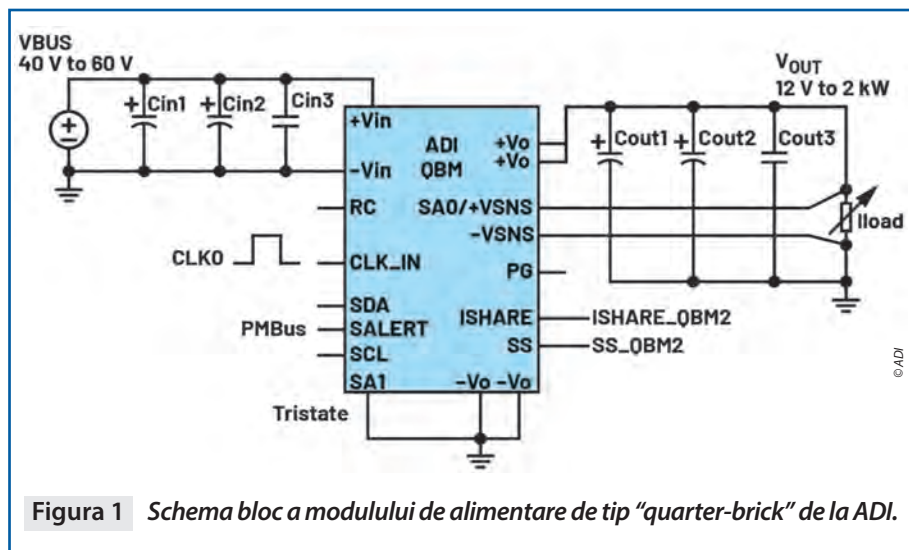 VBUS
40 V to 60 V
Cin1
Cin2
Cin3
+Vin
-Vin
RC
CLK0
CLK_IN
SDA
PMBus
SALERT
SCL
SA1
Tristate
ADI
QBM
+Vo
+Vo
SA0/+VSNS
-VSNS
PG
ISHARE
ISHARE_QBM2
SS
SS_QBM2
-Vo
-Vo
VOUT
12 V to 2 kW
Cout1
Cout2
Cout3
Iload
© ADI
Figura 1 Schema bloc a modulului de alimentare de tip “quarter-brick” de la ADI.